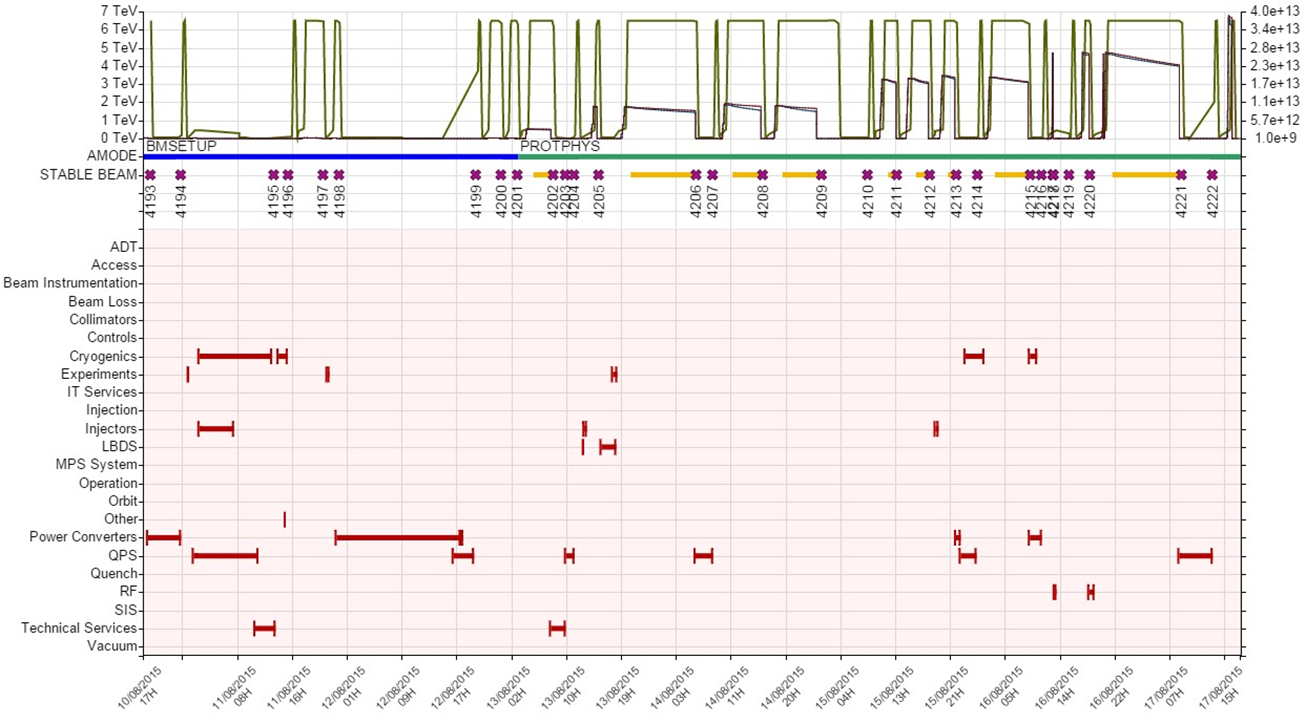 7 TeV 4.0e+13
6 TeV 3.4e+13
5 TeV 2.8e+13
4 TeV 2.3e+13
3 TeV 1.7e+13
2 TeV 1.1e+13
1 TeV 5.7e+12
0 TeV 1.0e+9
BMSETUP PROTPHYS
AMODE
STABLE BEAM
4193 4194 4195 4196 4197 4198 4199 4200 4201 4202 4203 4204 4205 4206 4207 4208 4209 4210 4211 4212 4213 4214 4215 4216 4218 4219 4220 4221 4222
ADT
Access
Beam Instrumentation
Beam Loss
Collimators
Controls
Cryogenics
Experiments
IT Services
Injection
Injectors
LBDS
MPS System
Operation
Orbit
Other
Power Converters
QPS
Quench
RF
SIS
Technical Services
Vacuum
10/08/2015
17H
11/08/2015
08H
11/08/2015
16H
12/08/2015
01H
12/08/2015
09H
12/08/2015
17H
13/08/2015
02H
13/08/2015
10H
13/08/2015
19H
14/08/2015
03H
14/08/2015
11H
14/08/2015
20H
15/08/2015
04H
15/08/2015
13H
15/08/2015
21H
16/08/2015
05H
16/08/2015
14H
16/08/2015
22H
17/08/2015
07H
17/08/2015
15H